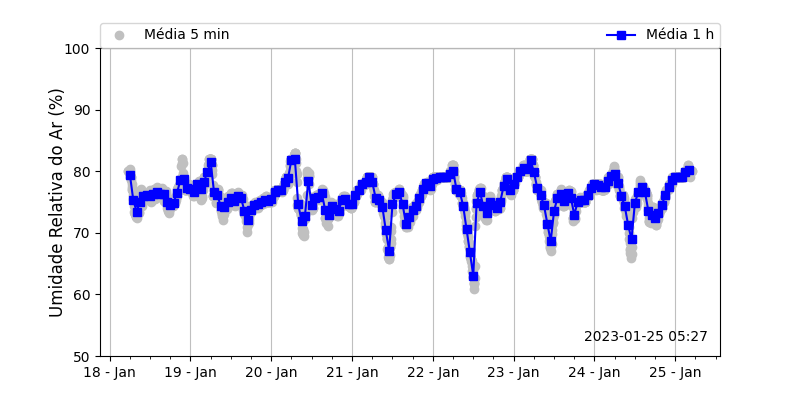 Média 5 min
Média 1 h
Umidade Relativa do Ar (%)
100
90
80
70
60
50
2023-01-25 05:27
18 - Jan
19 - Jan
20 - Jan
21 - Jan
22 - Jan
23 - Jan
24 - Jan
25 - Jan